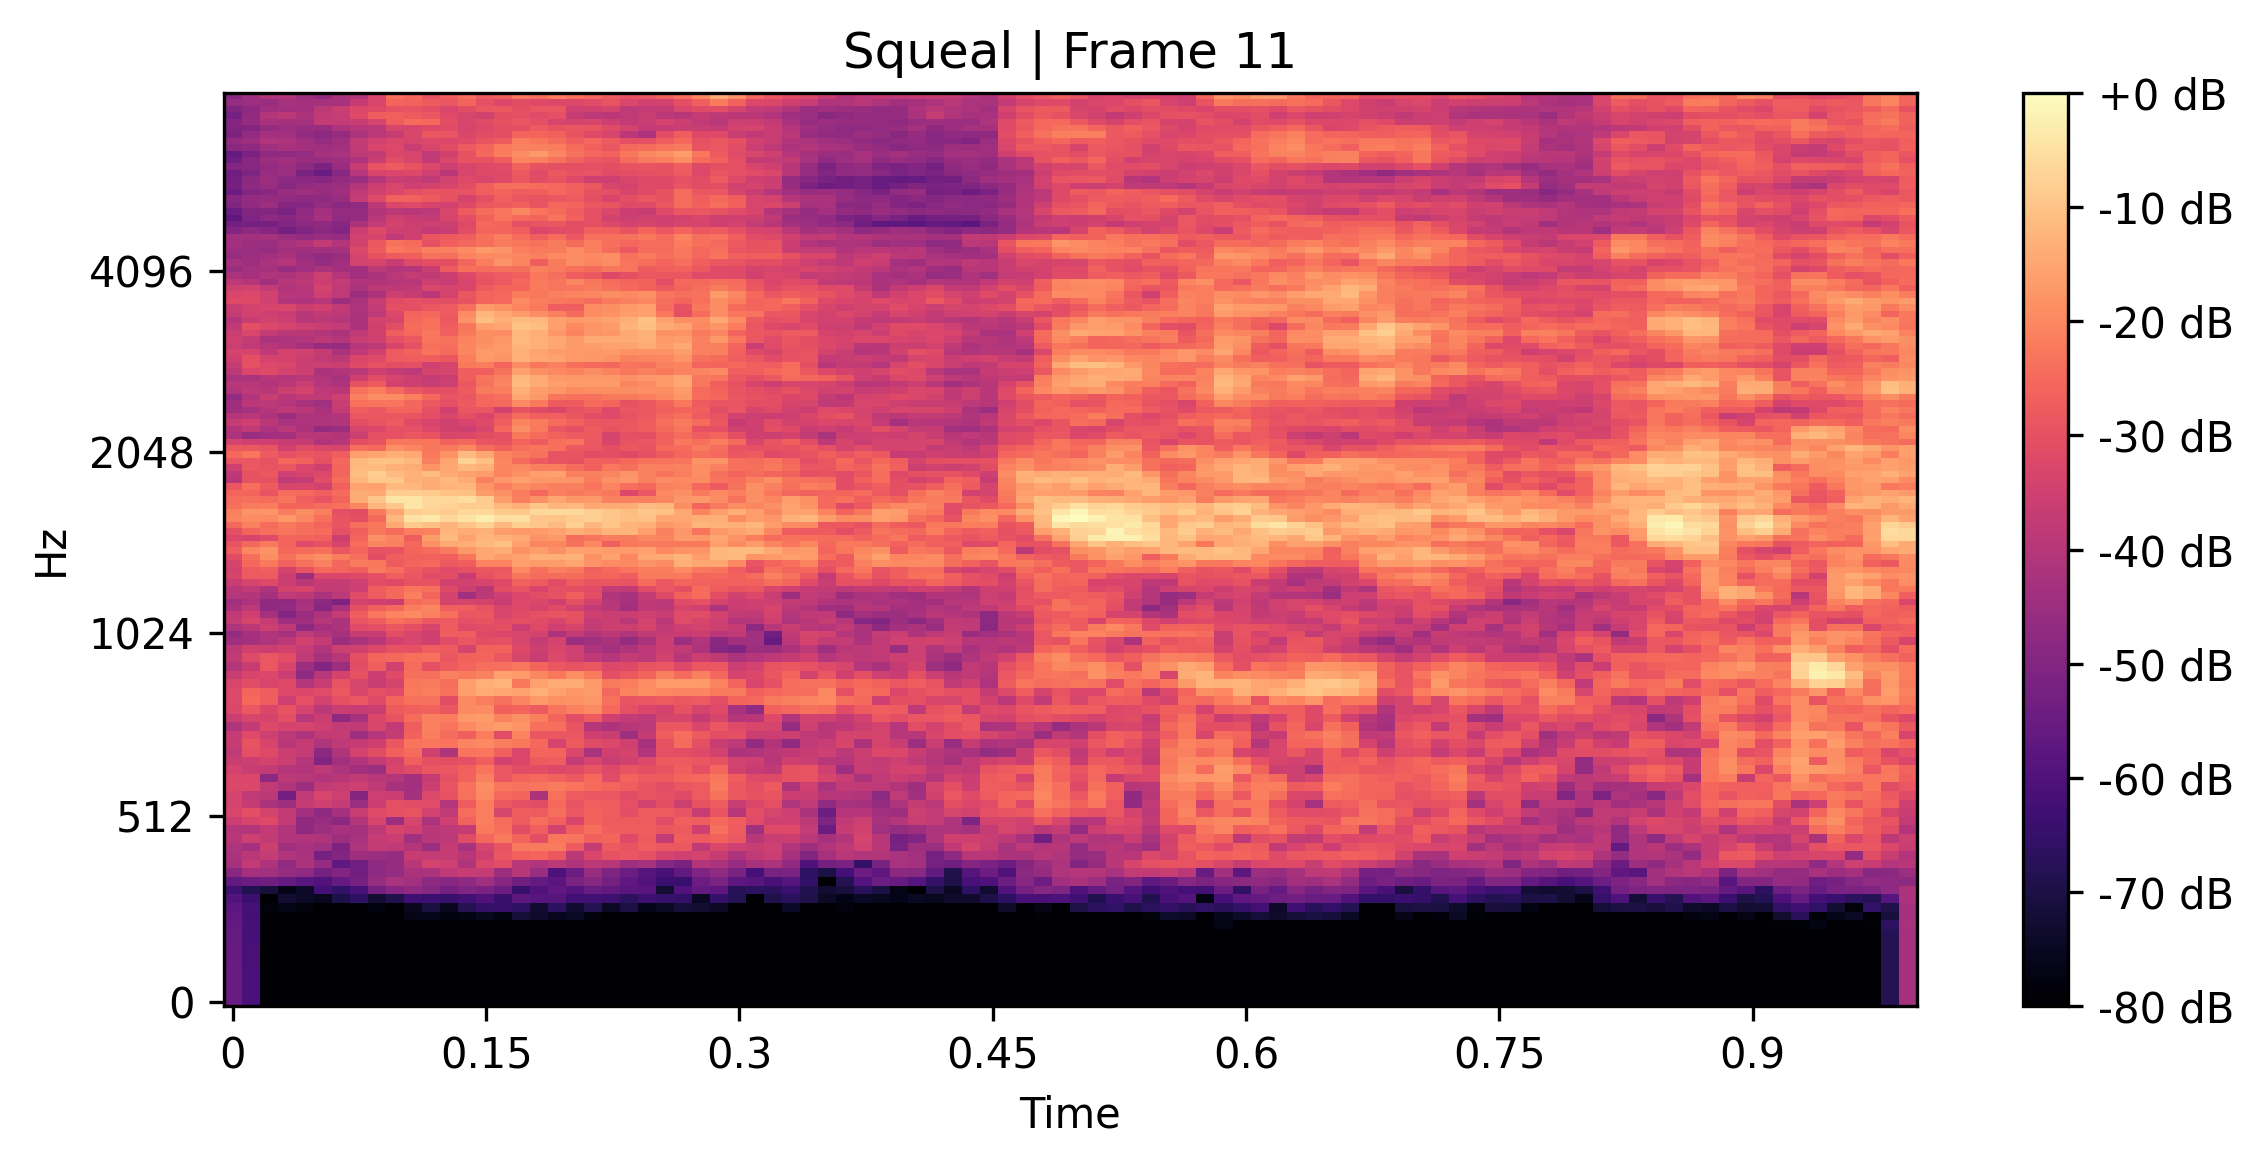 Squeal | Frame 11
+0 dB
-10 dB
-20 dB
-30 dB
-40 dB
-50 dB
-60 dB
-70 dB
-80 dB
Hz
4096
2048
1024
512
0
0 0.15 0.3 0.45 0.6 0.75 0.9
Time